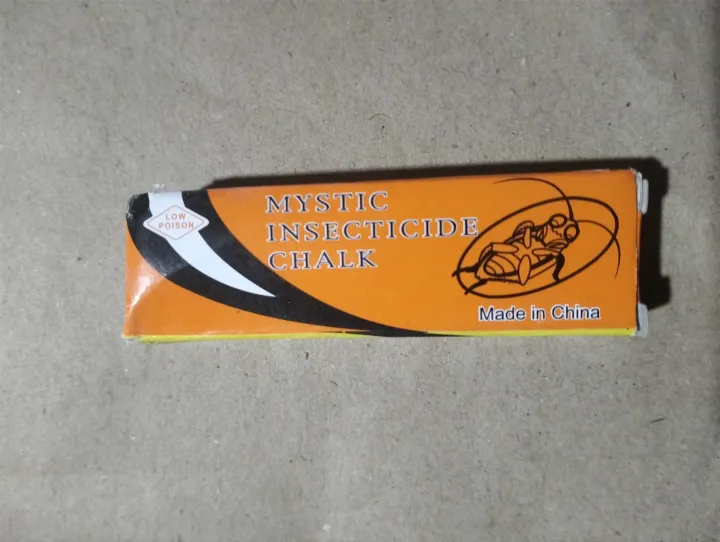 LOW
POISON
MYSTIC
INSECTICIDE
CHALK
Made in China